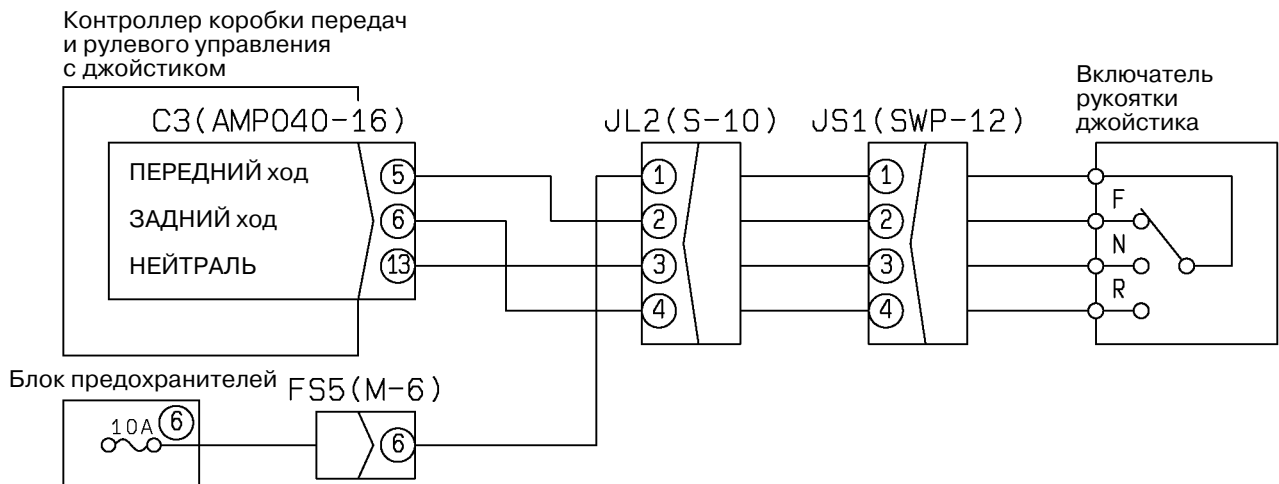 Контроллер коробки передач
и рулевого управления
с джойстиком
C3(AMP040-16)
JL2(S-10)
JS1(SWP-12)
Включатель
рукоятки
джойстика
ПЕРЕДНИЙ ход
5
1
1
F
ЗАДНИЙ ход
6
2
2
N
НЕЙТРАЛЬ
13
3
3
R
4
4
Блок предохранителей
FS5(M-6)
10A
6
6